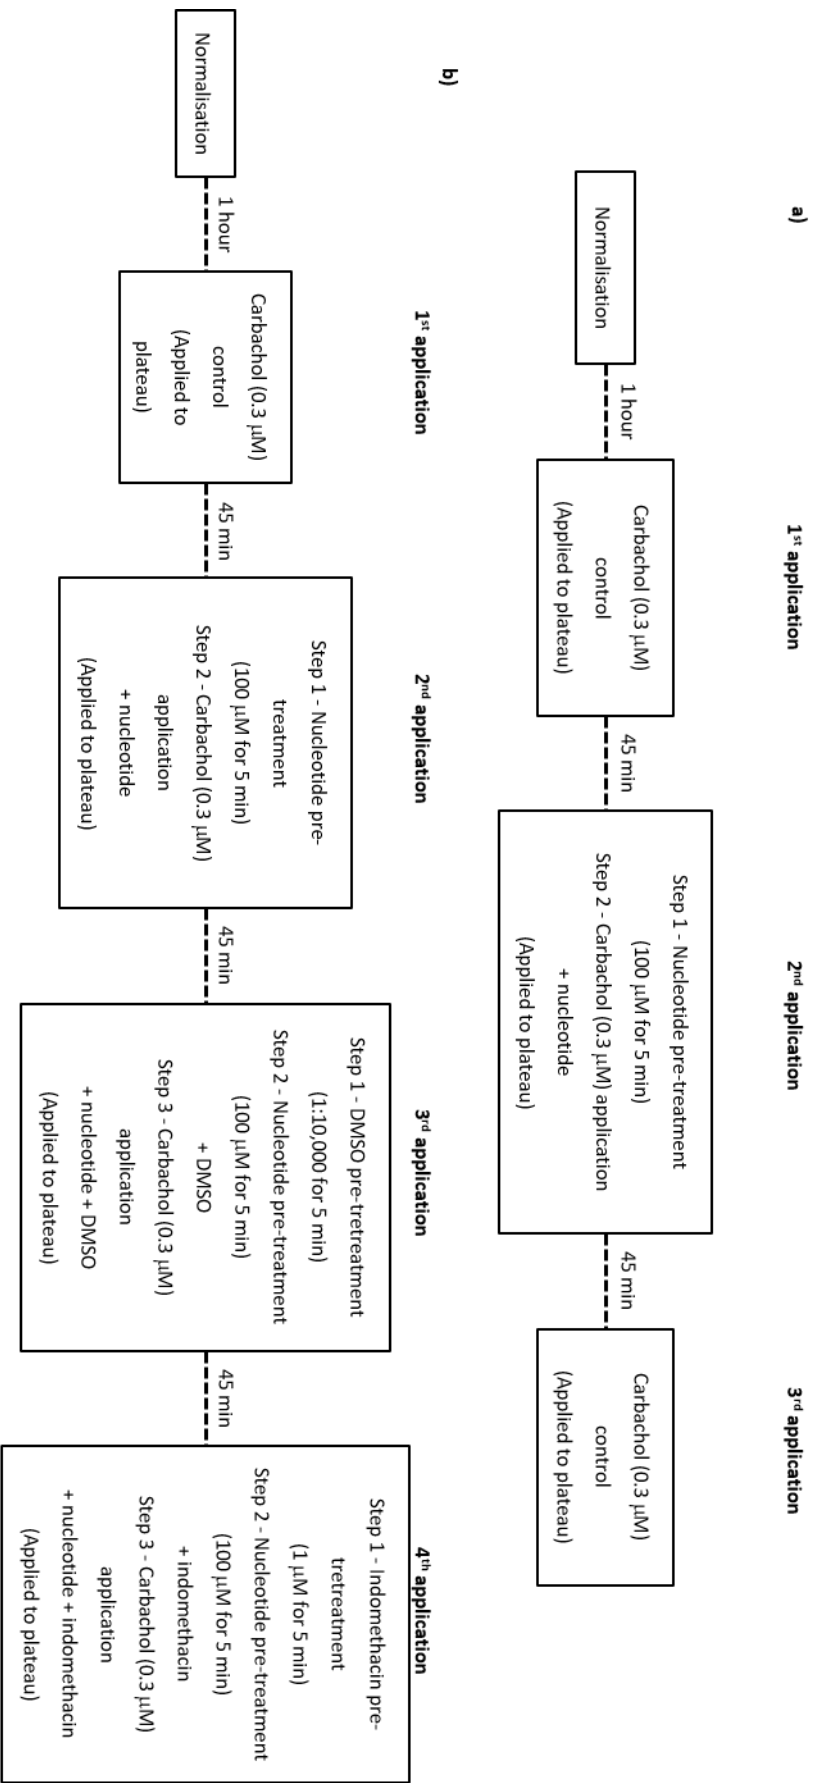 a)
1st application
2nd application
3rd application
Normalisation
1 hour
Carbachol (0.3 μM)
control
(Applied to plateau)
45 min
Step 1 - Nucleotide pre-treatment
(100 μM for 5 min)
Step 2 - Carbachol (0.3 μM) application
+ nucleotide
(Applied to plateau)
45 min
Carbachol (0.3 μM)
control
(Applied to plateau)
b)
1st application
2nd application
3rd application
4th application
Normalisation
1 hour
Carbachol (0.3 μM)
control
(Applied to
plateau)
45 min
Step 1 - Nucleotide pre-
treatment
(100 μM for 5 min)
Step 2 - Carbachol (0.3 μM)
application
+ nucleotide
(Applied to plateau)
45 min
Step 1 - DMSO pre-tretreatment
(1:10,000 for 5 min)
Step 2 - Nucleotide pre-treatment
(100 μM for 5 min)
+ DMSO
Step 3 - Carbachol (0.3 μM)
application
+ nucleotide + DMSO
(Applied to plateau)
45 min
Step 1 - Indomethacin pre-
tretreatment
(1 μM for 5 min)
Step 2 - Nucleotide pre-treatment
(100 μM for 5 min)
+ indomethacin
Step 3 - Carbachol (0.3 μM)
application
+ nucleotide + indomethacin
(Applied to plateau)